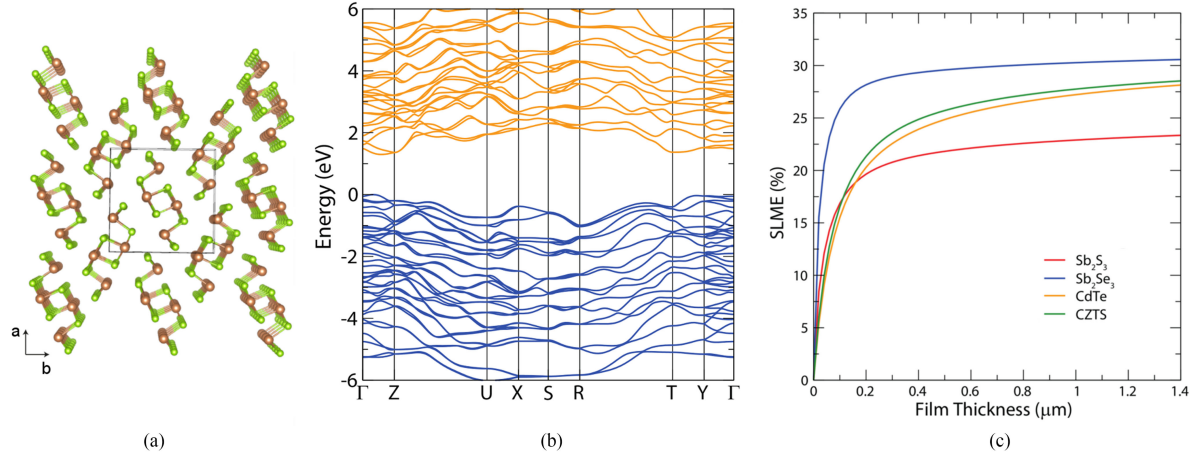 a
b
(a)
Energy (eV)
6
4
2
0
-2
-4
-6
Γ Z U X S R T Y Γ
(b)
SLME (%)
35
30
25
20
15
10
25
30
0
0 0.2 0.4 0.6 0.8 1 1.2 1.4
Film Thickness (μm)
Sb₂S₃
Sb₂Se₃
CdTe
CZTS
(c)